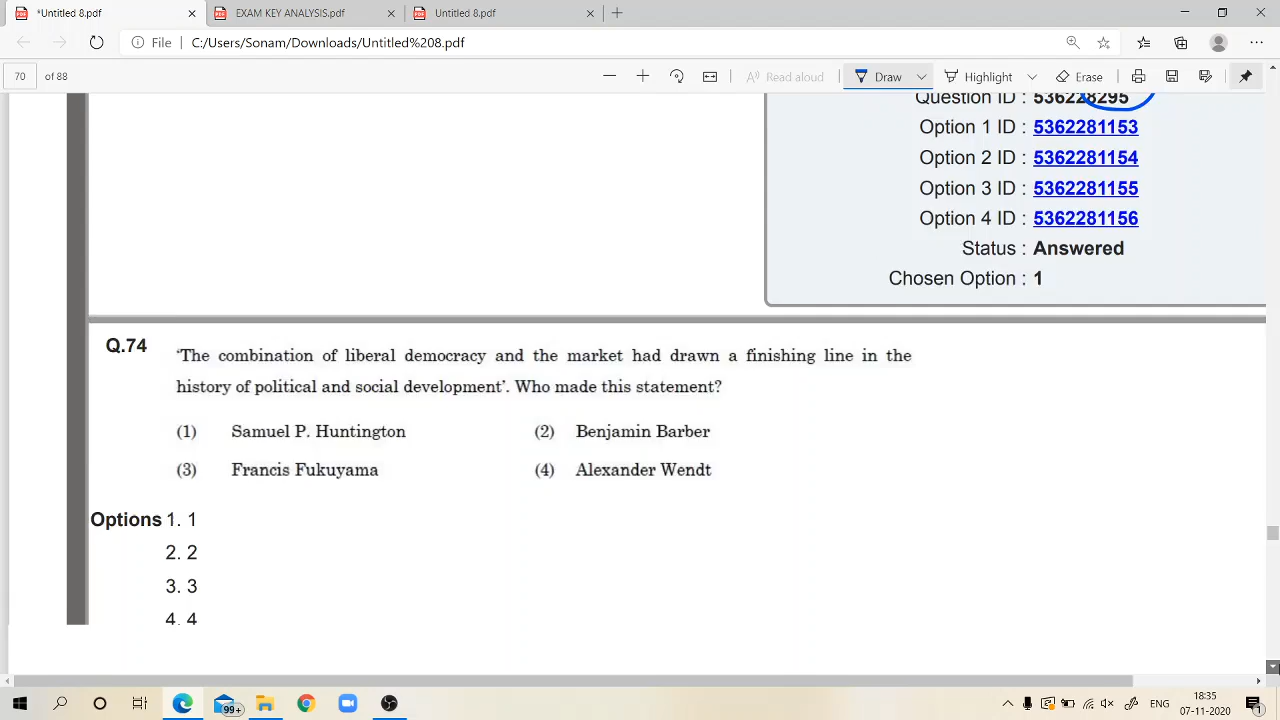 *Untitled 8.pdf
EXAM KEY ANALYSIS.pdf
Untitled 8.pdf
File C:/Users/Sonam/Downloads/Untitled%208.pdf
70 of 88
Read aloud
Draw
Highlight
Erase
Question ID : 536228295
Option 1 ID : 5362281153
Option 2 ID : 5362281154
Option 3 ID : 5362281155
Option 4 ID : 5362281156
Status : Answered
Chosen Option : 1
Q.74 'The combination of liberal democracy and the market had drawn a finishing line in the
history of political and social development'. Who made this statement?
(1) Samuel P. Huntington (2) Benjamin Barber
(3) Francis Fukuyama (4) Alexander Wendt
Options 1. 1
2. 2
3. 3
4. 4
99+
ENG
18:35
07-11-2020